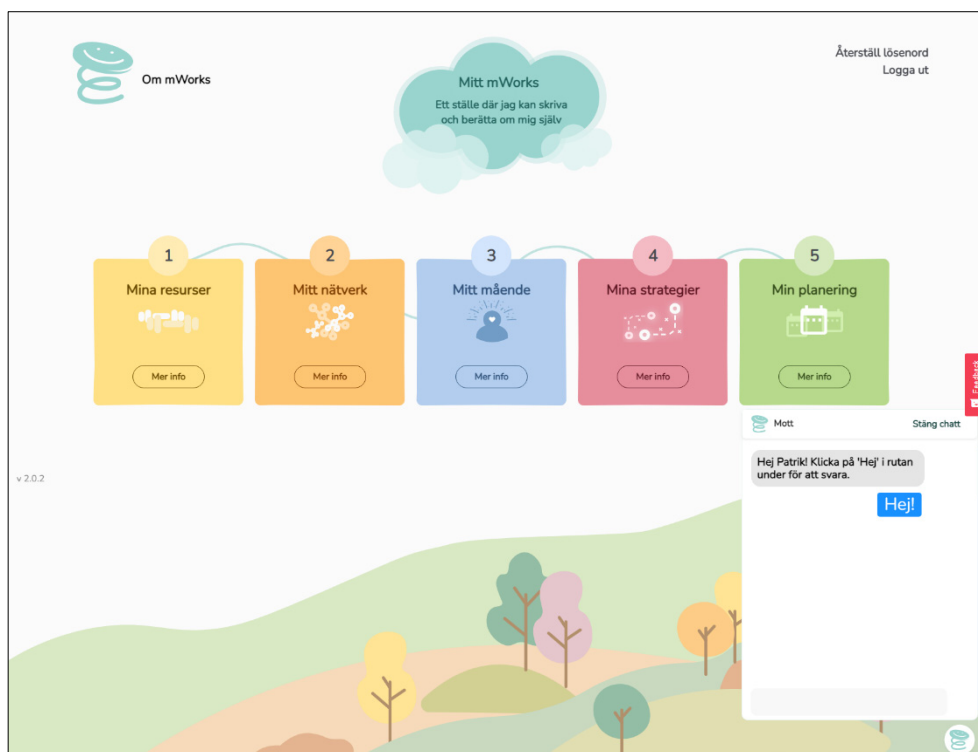 Om mWorks
Mitt mWorks
Ett ställe där jag kan skriva
och berätta om mig själv
Återställ lösenord
Logga ut
1
Mina resurser
Mer info
2
Mitt nätverk
Mer info
3
Mitt mående
Mer info
4
Mina strategier
Mer info
5
Min planering
Mer info
Feedback
Mott
Stäng chatt
Hej Patrik! Klicka på 'Hej' i rutan
under för att svara.
Hej!
v 2.0.2